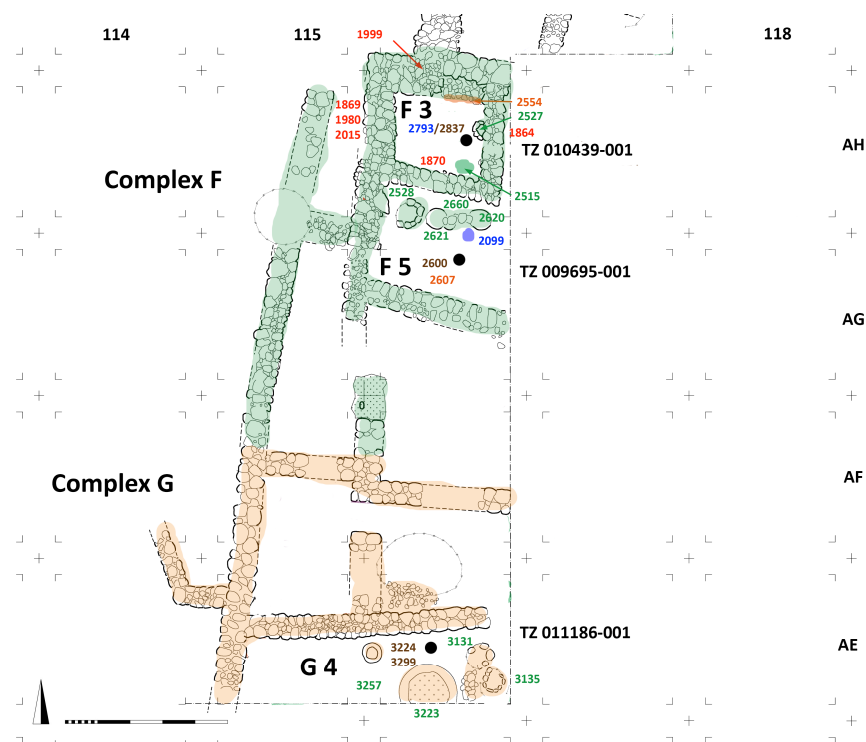 114 115 118
1999
1869
1980
2015
F 3
2793/2837
2554
2527
1864
TZ 010439-001
AH
1870
Complex F
2515
2528
2660
2620
2621
2099
F 5
2600
2607
TZ 009695-001
AG
0
Complex G
AF
TZ 011186-001
AE
3224
3131
3299
G 4
3257
3135
3223